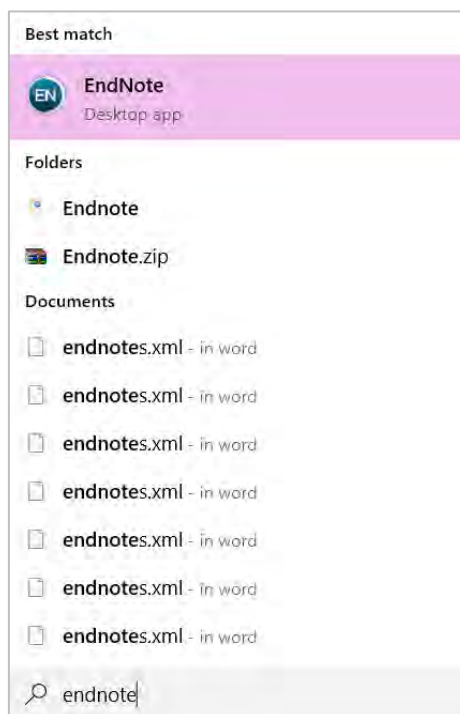 Best match
EN
EndNote
Desktop app
Folders
Endnote
Endnote.zip
Documents
endnotes.xml - in word
endnotes.xml - in word
endnotes.xml - in word
endnotes.xml - in word
endnotes.xml - in word
endnotes.xml - in word
endnotes.xml - in word
endnote